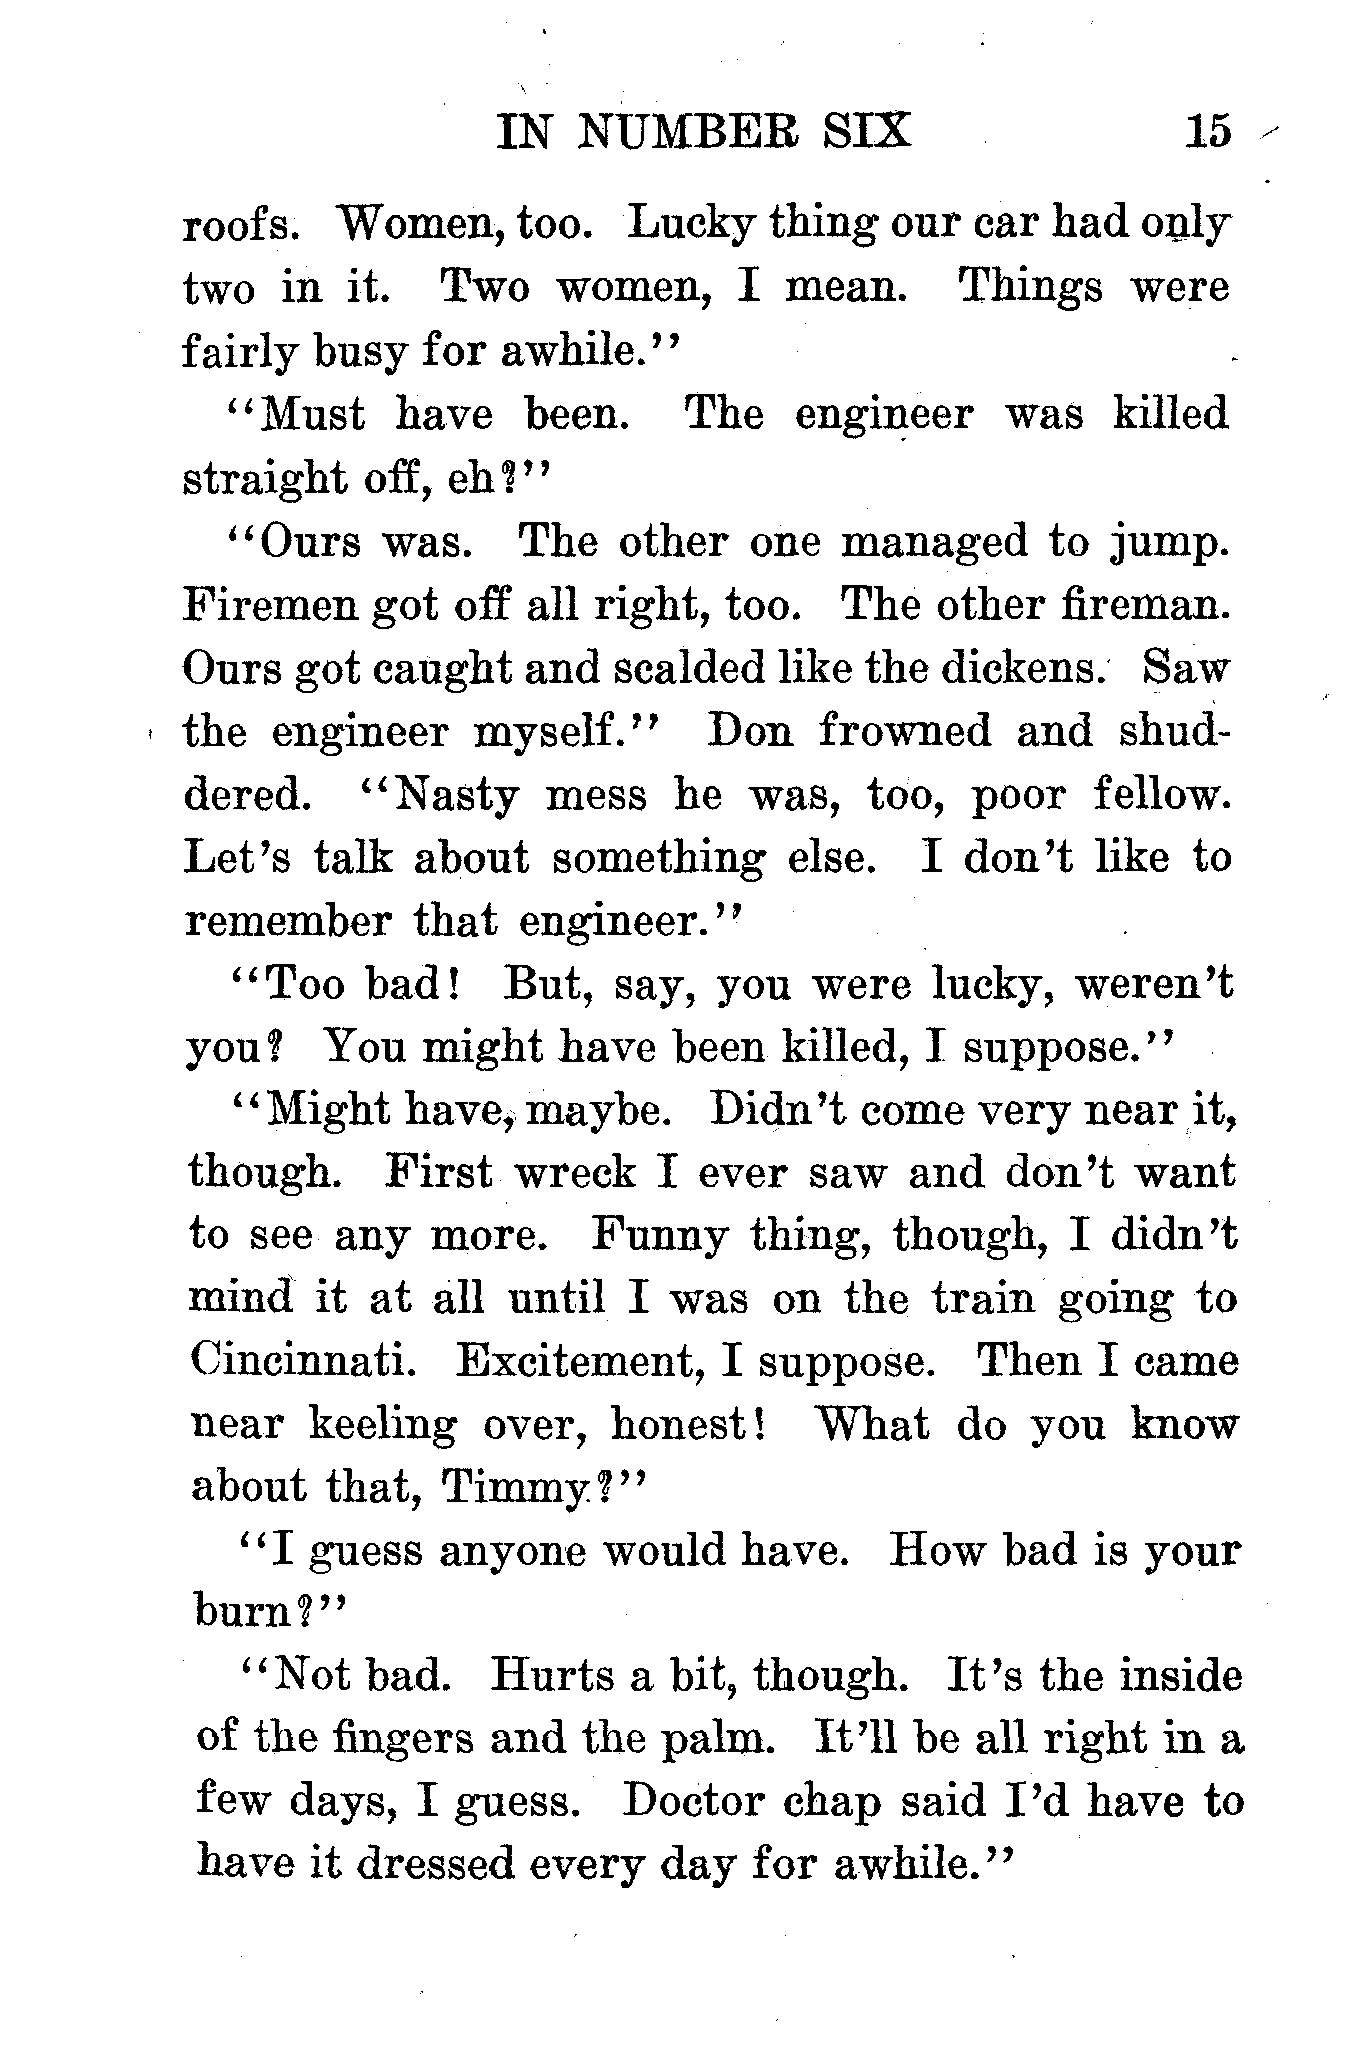 IN NUMBER SIX 15
roofs. Women, too. Lucky thing our car had only
two in it. Two women, I mean. Things were
fairly busy for awhile."
"Must have been. The engineer was killed
straight off, eh?"
"Ours was. The other one managed to jump.
Firemen got off all right, too. The other fireman.
Ours got caught and scalded like the dickens. Saw
the engineer myself." Don frowned and shud-
dered. "Nasty mess he was, too, poor fellow.
Let's talk about something else. I don't like to
remember that engineer."
"Too bad! But, say, you were lucky, weren't
you? You might have been killed, I suppose."
"Might have, maybe. Didn't come very near it,
though. First wreck I ever saw and don't want
to see any more. Funny thing, though, I didn't
mind it at all until I was on the train going to
Cincinnati. Excitement, I suppose. Then I came
near keeling over, honest! What do you know
about that, Timmy?"
"I guess anyone would have. How bad is your
burn?"
"Not bad. Hurts a bit, though. It's the inside
of the fingers and the palm. It'll be all right in a
few days, I guess. Doctor chap said I'd have to
have it dressed every day for awhile."